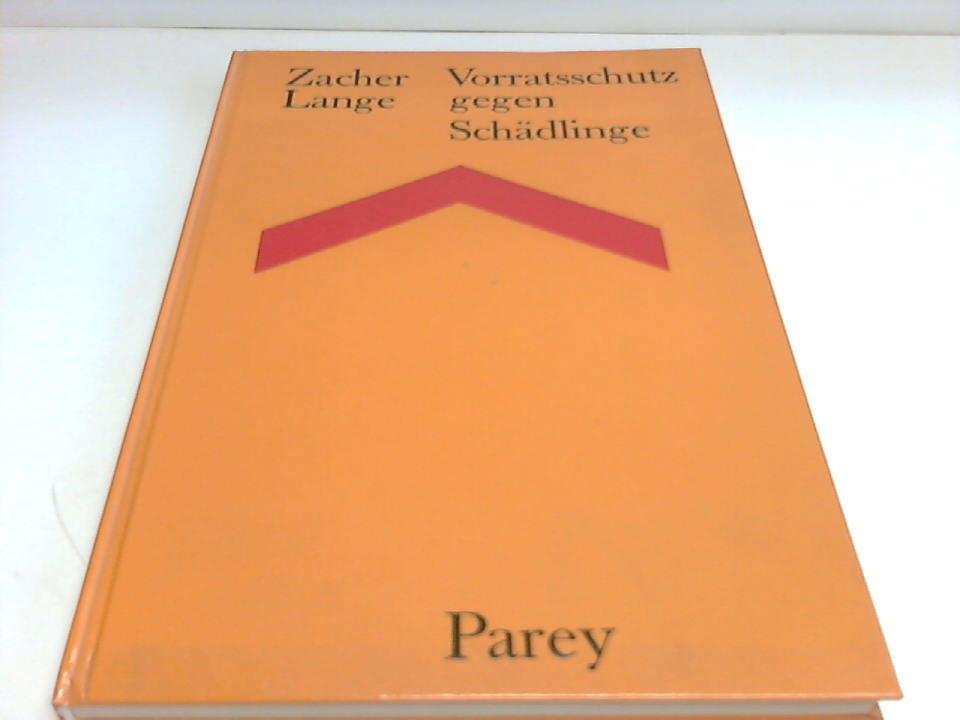 Zacher
Lange
Vorratsschutz
gegen
Schädlinge
Parey